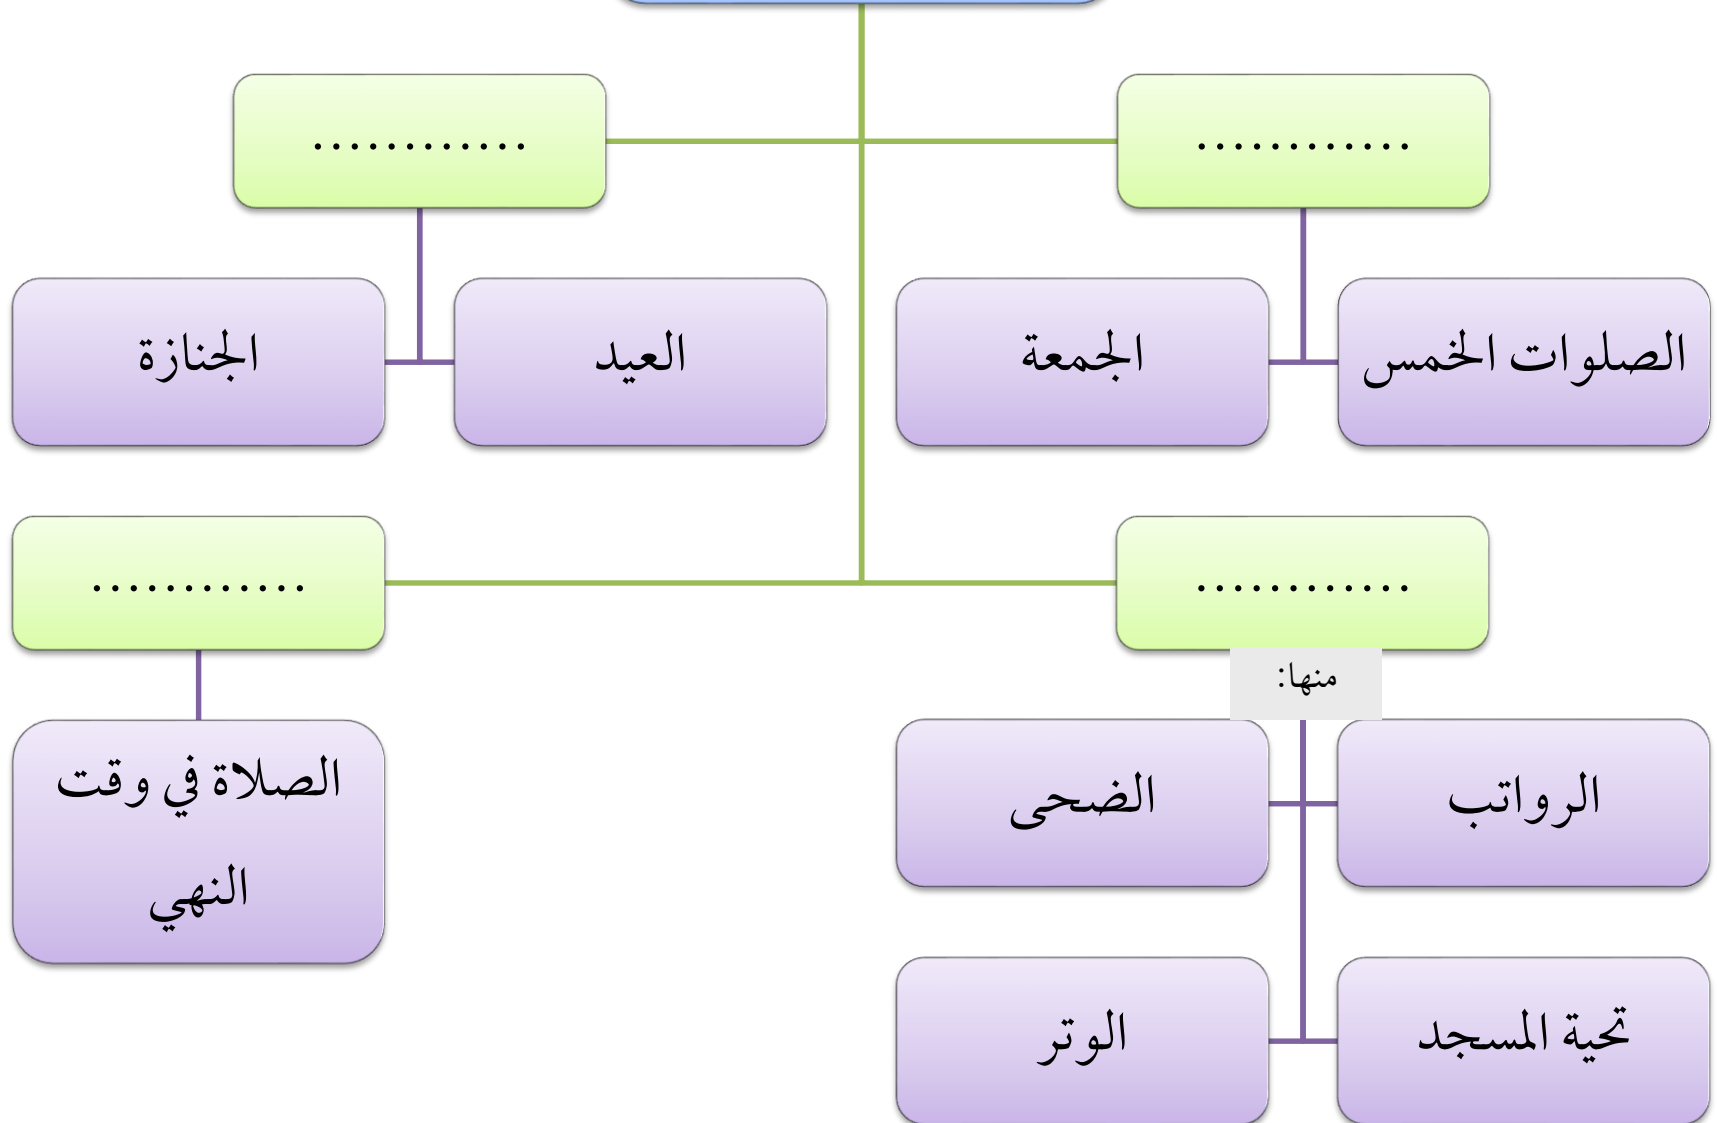 ............ ............
الصلوات الخمس الجمعة العيد الجنازة
............ ............
منها:
الرواتب الضحى الصلاة في وقت
النهي
تحية المسجد الوتر